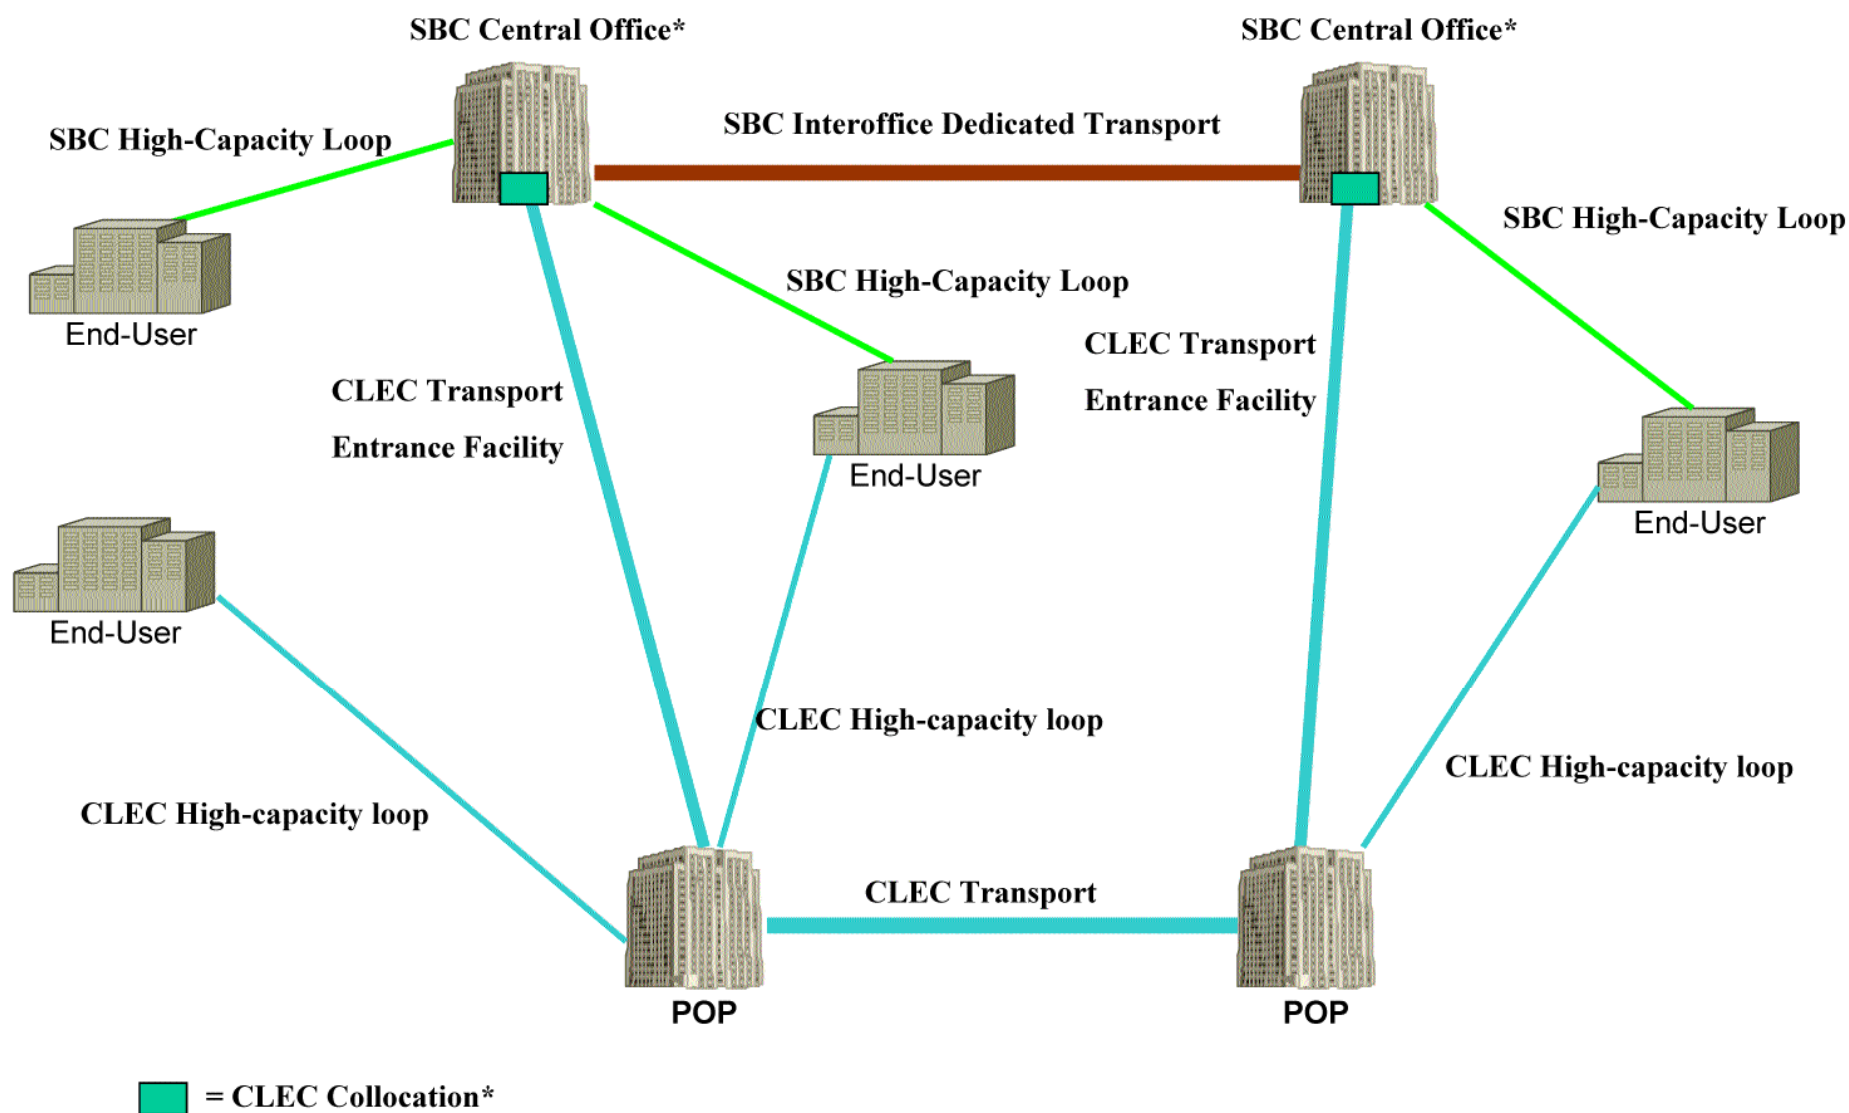 SBC Central Office*
SBC Central Office*
SBC Interoffice Dedicated Transport
SBC High-Capacity Loop
SBC High-Capacity Loop
SBC High-Capacity Loop
End-User
CLEC Transport
Entrance Facility
CLEC Transport
Entrance Facility
End-User
End-User
End-User
CLEC High-capacity loop
CLEC High-capacity loop
CLEC High-capacity loop
CLEC Transport
POP
POP
= CLEC Collocation*